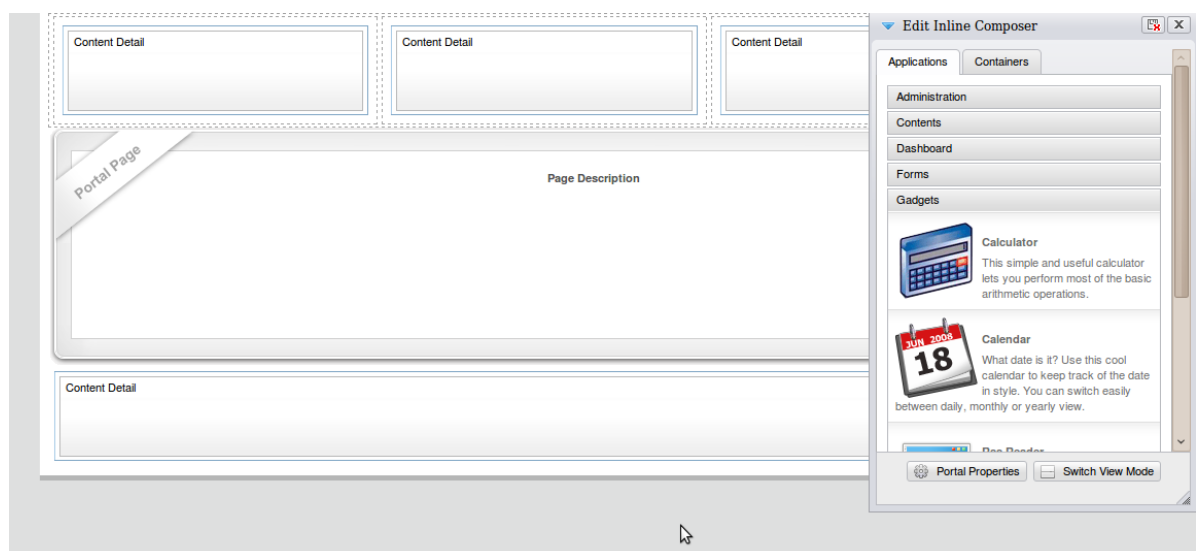 Content Detail
Content Detail
Content Detail
Portal Page
Page Description
Content Detail
Edit Inline Composer
X
Applications
Containers
Administration
Contents
Dashboard
Forms
Gadgets
Calculator
This simple and useful calculator
lets you perform most of the basic
arithmetic operations.
JUN 2008
18
Calendar
What date is it? Use this cool
calendar to keep track of the date
in style. You can switch easily
between daily, monthly or yearly view.
Portal Properties
Switch View Mode